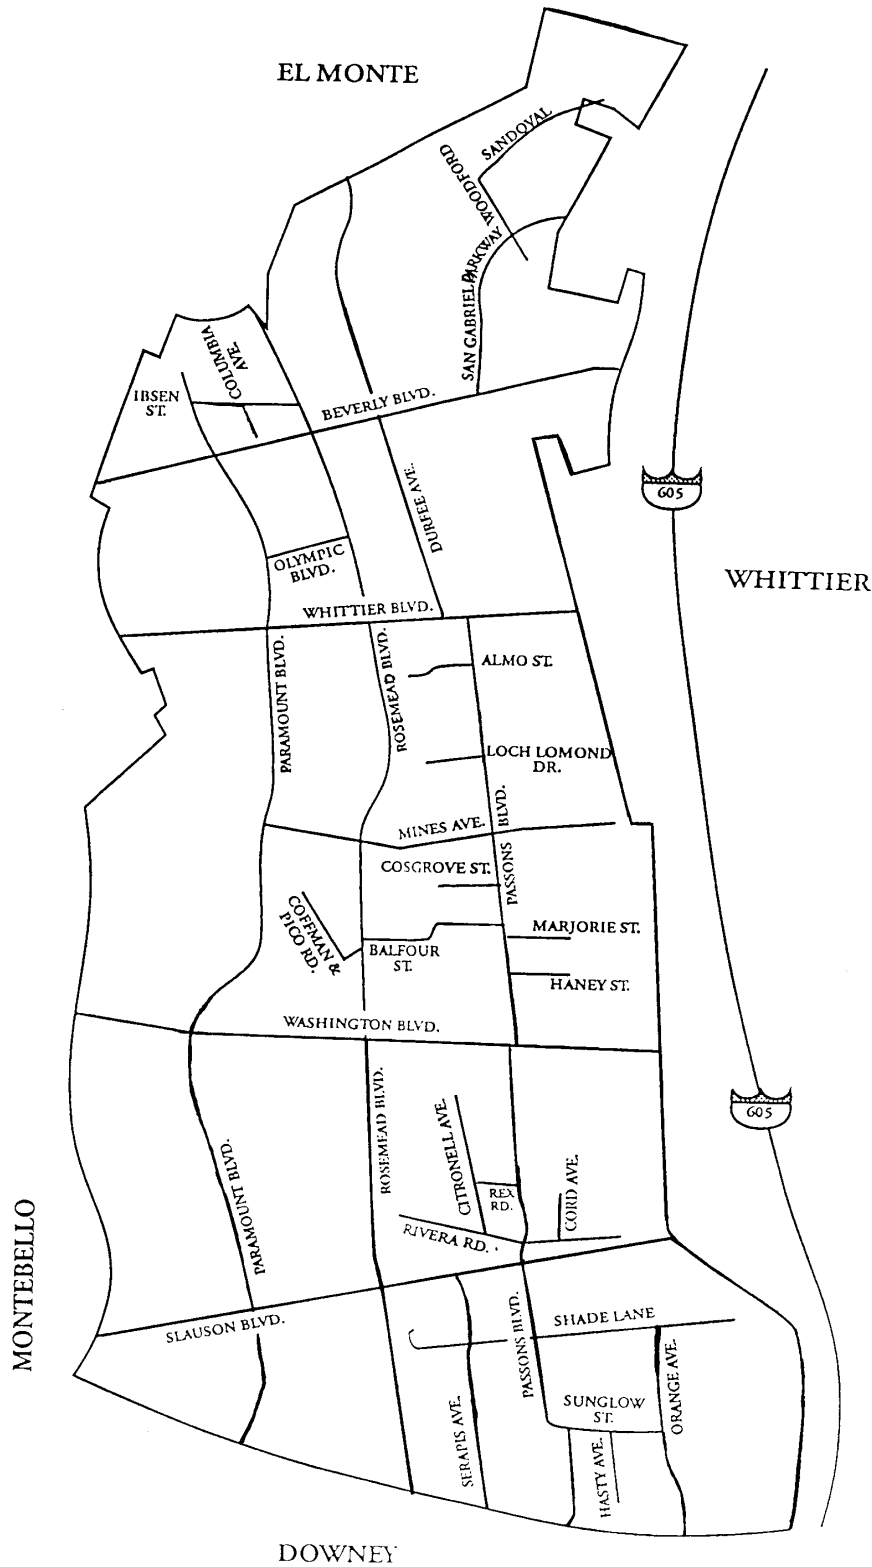 EL MONTE
SANDOVAL
WOODFORD
SAN GABRIEL PARKWAY
COLUMBIA
AVE.
IBSEN
ST.
BEVERLY BLVD.
DURFEE AVE.
605
OLYMPIC
BLVD.
WHITTIER
WHITTIER BLVD.
PARAMOUNT BLVD.
ROSEMEAD BLVD.
ALMO ST.
LOCH LOMOND
DR.
MINES AVE.
PASSONS BLVD.
COSGROVE ST.
COFFMAN &
PICO RD.
BALFOUR
ST.
MARJORIE ST.
HANEY ST.
WASHINGTON BLVD.
ROSEMEAD BLVD.
CITRONELL AVE.
605
REX
RD.
CORD AVE.
PARAMOUNT BLVD.
RIVERA RD.
MONTEBELLO
SLAUSON BLVD.
PASSONS BLVD.
SHADE LANE
SERAPIS AVE.
SUNGLOW
ST.
ORANGE AVE.
HASTY AVE.
DOWNEY